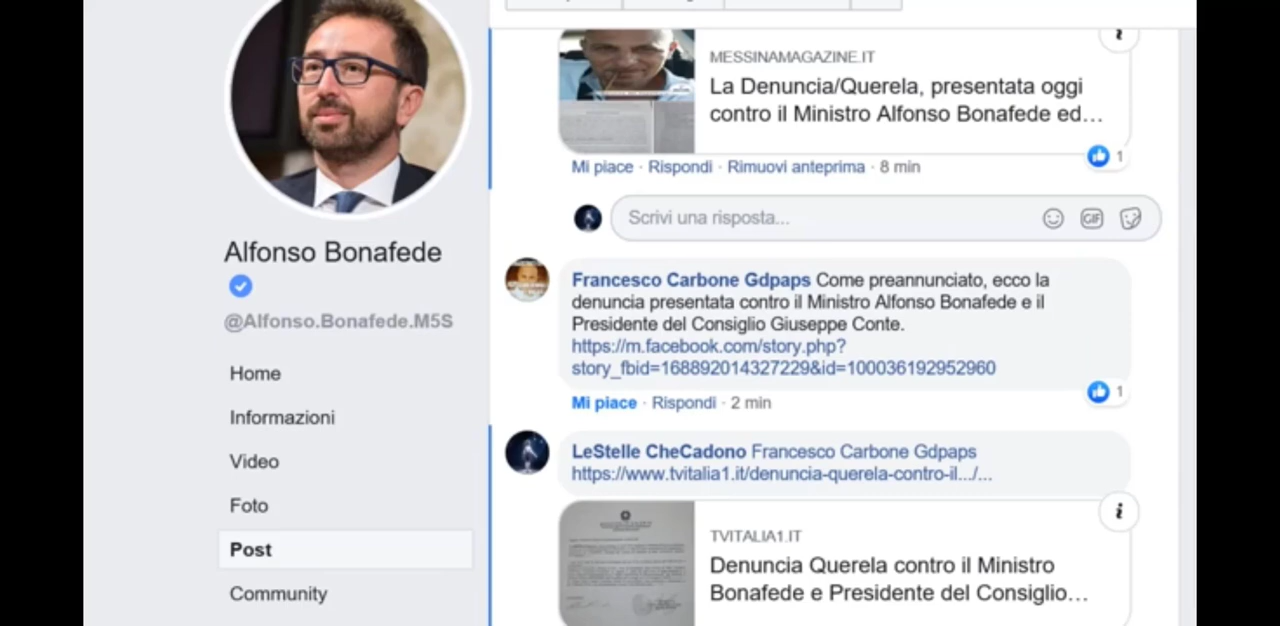 Alfonso Bonafede
@Alfonso.Bonafede.M5S
Home
Informazioni
Video
Foto
Post
Community
MESSINAMAGAZINE.IT
La Denuncia/Querela, presentata oggi
contro il Ministro Alfonso Bonafede ed...
Mi piace · Rispondi · Rimuovi anteprima · 8 min
1
Scrivi una risposta...
GIF
Francesco Carbone Gdpaps Come preannunciato, ecco la
denuncia presentata contro il Ministro Alfonso Bonafede e il
Presidente del Consiglio Giuseppe Conte.
https://m.facebook.com/story.php?
story_fbid=168892014327229&id=100036192952960
1
Mi piace · Rispondi · 2 min
LeStelle CheCadono Francesco Carbone Gdpaps
https://www.tvitalia1.it/denuncia-querela-contro-il.../...
TVITALIA1.IT
Denuncia Querela contro il Ministro
Bonafede e Presidente del Consiglio...